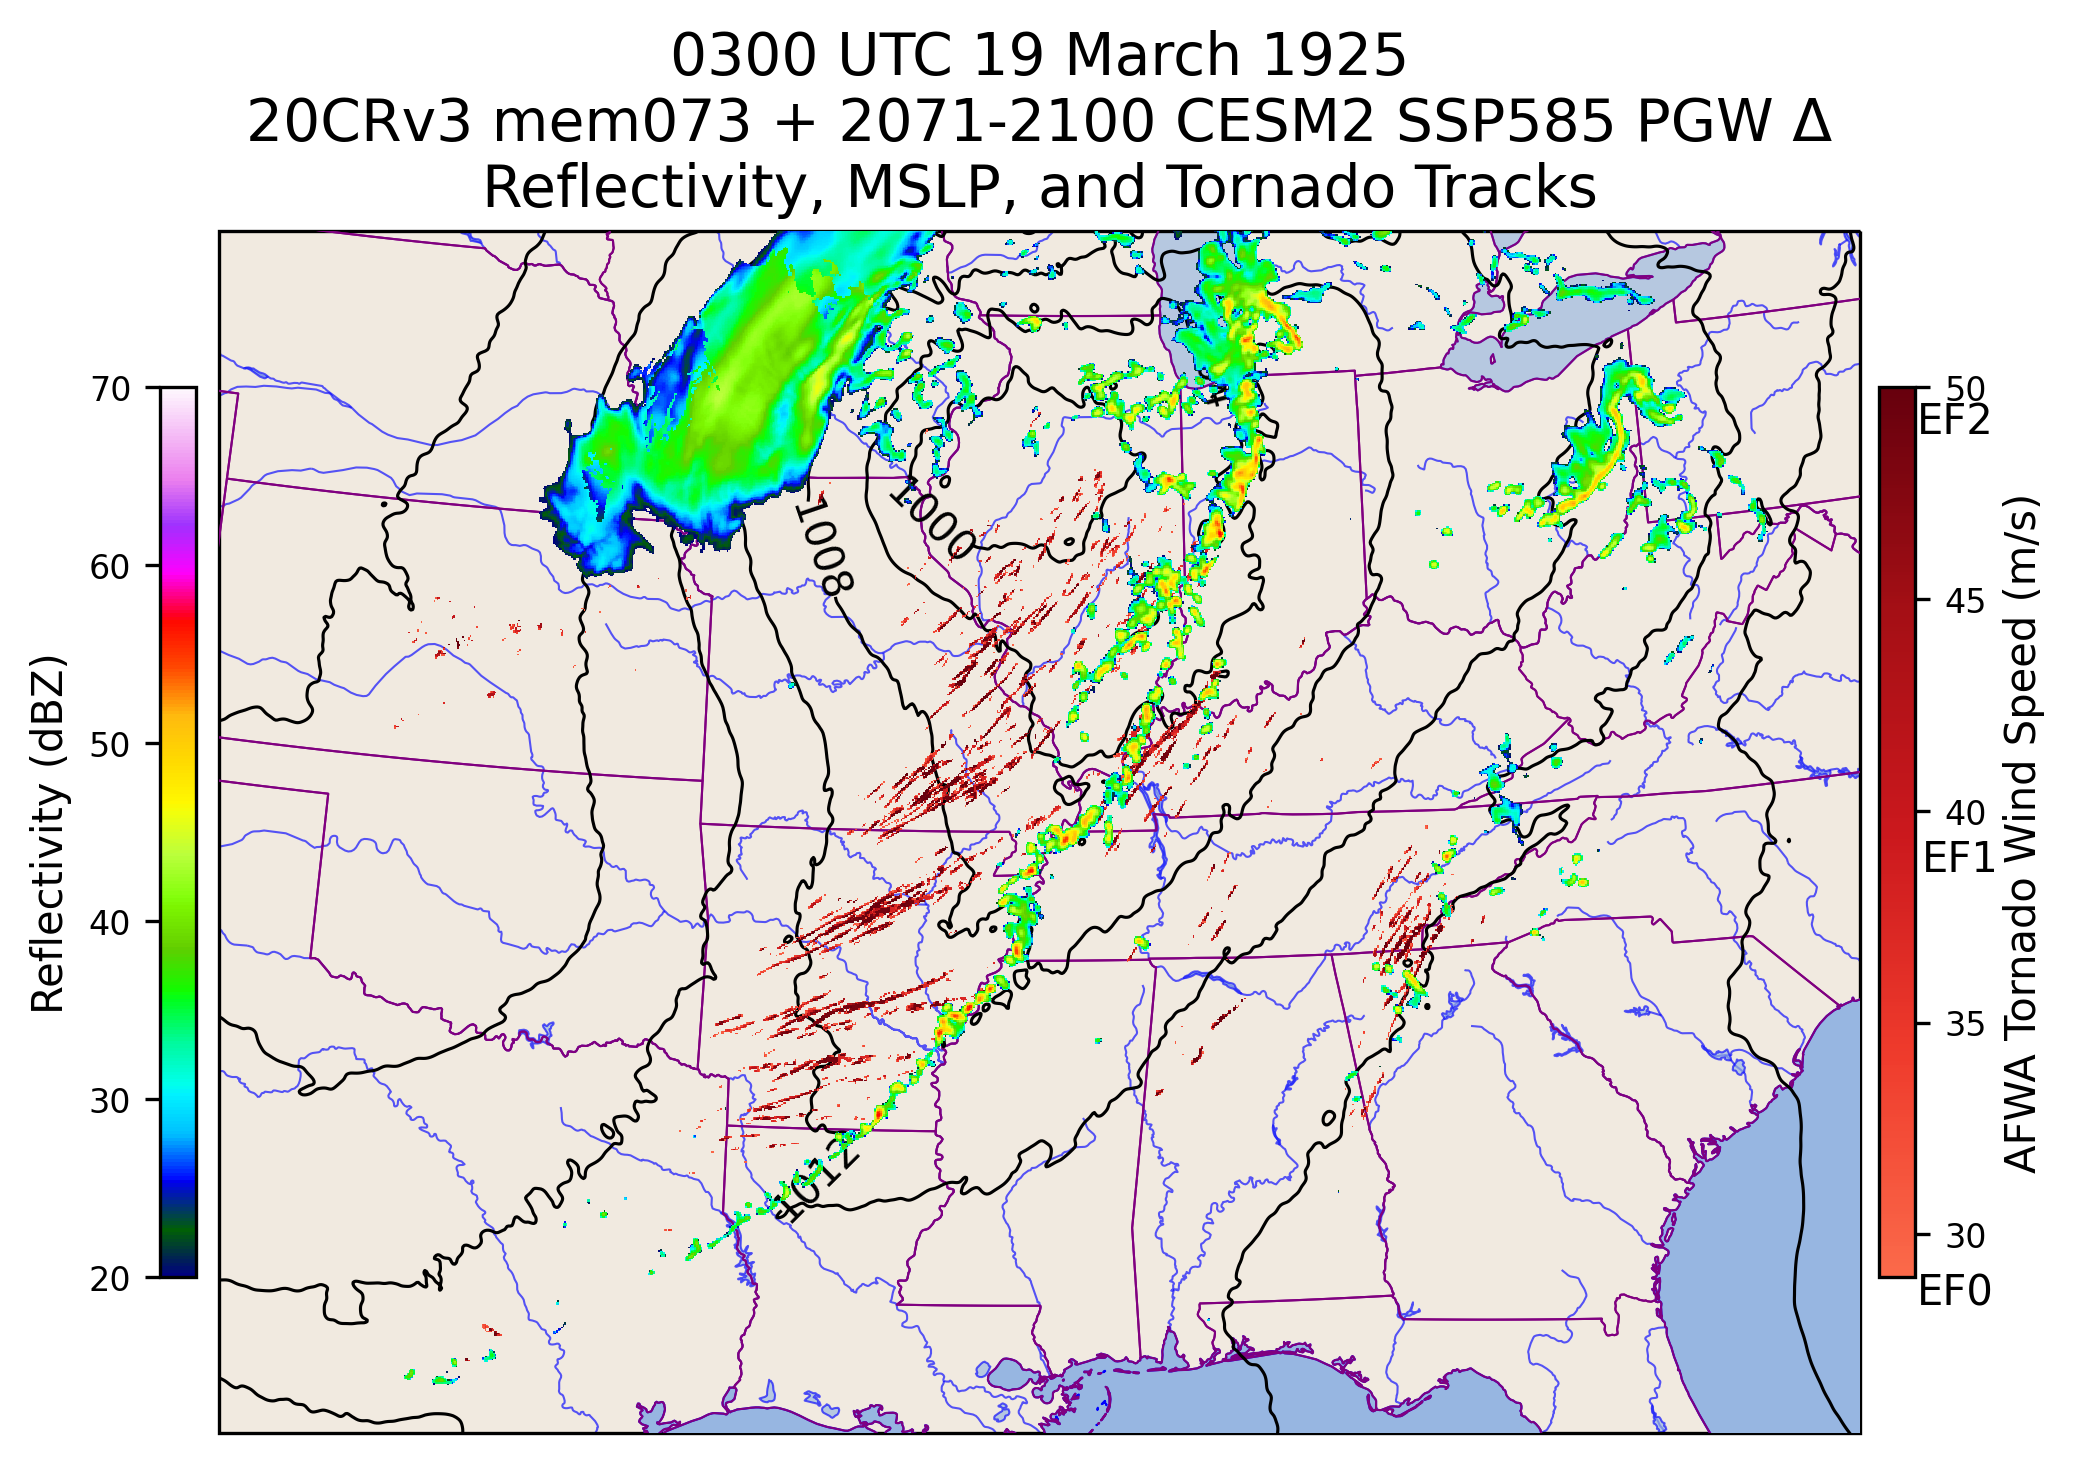 0300 UTC 19 March 1925
20CRv3 mem073 + 2071-2100 CESM2 SSP585 PGW Δ
Reflectivity, MSLP, and Tornado Tracks
Reflectivity (dBZ)
70
60
50
40
30
20
1008
1000
1012
50
EF2
45
40
EF1
35
30
EF0
AFWA Tornado Wind Speed (m/s)